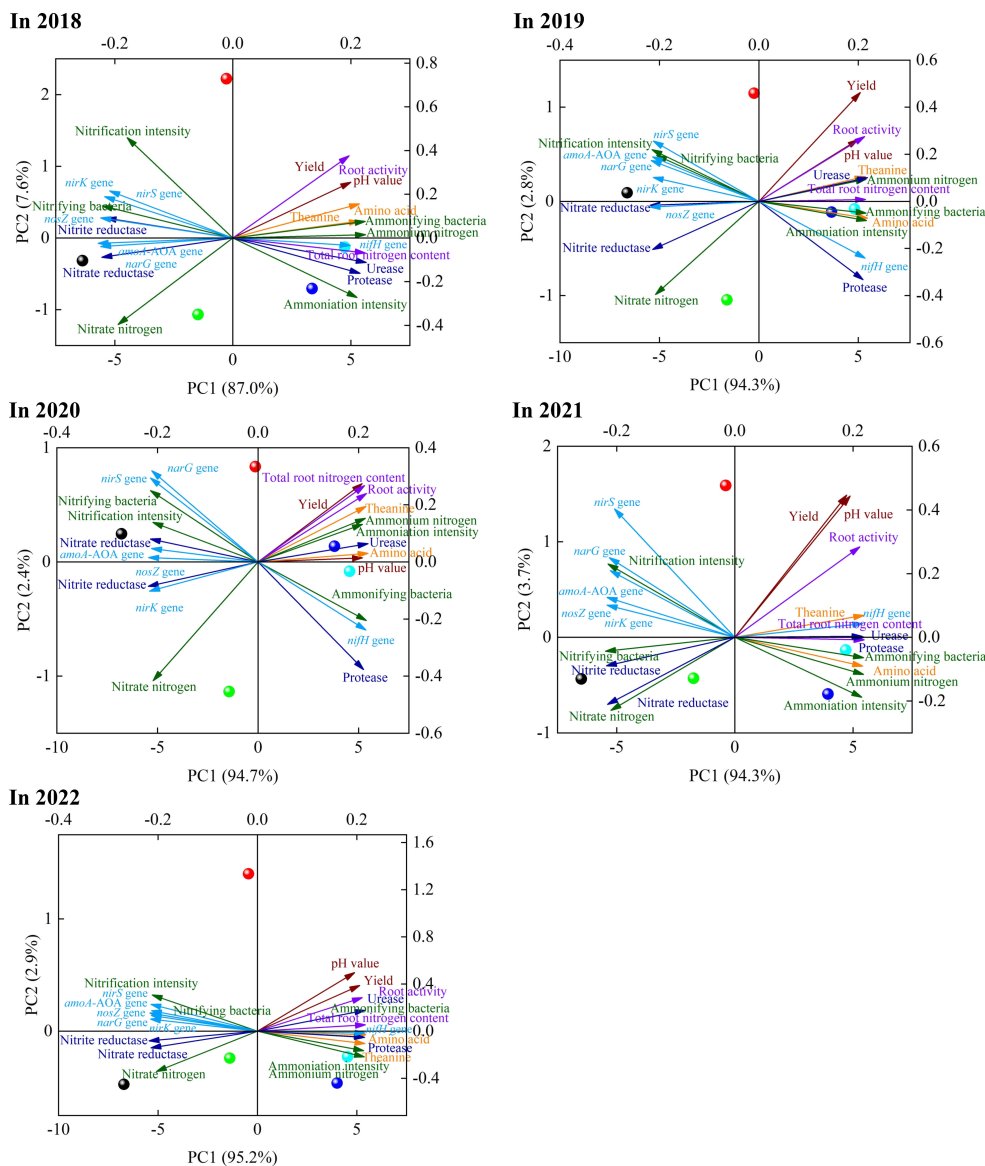 In 2018
-0.2 0.0 0.2
2
1
0
-1
0.8
0.6
0.4
0.2
0.0
-0.2
-0.4
PC2 (7.6%)
Nitrification intensity
Yield
Root activity
nirK gene
pH value
nirS gene
Nitrifying bacteria
Theanine
Amino acid
nosZ gene
Ammonifying bacteria
Nitrite reductase
Ammonium nitrogen
nifH gene
amoA-AOA gene
Total root nitrogen content
narG gene
Urease
Nitrate reductase
Protease
Ammoniation intensity
Nitrate nitrogen
-5 0 5
PC1 (87.0%)
In 2019
-0.4 -0.2 0.0 0.2
1
0
-1
0.6
0.4
0.2
0.0
-0.2
-0.4
-0.6
PC2 (2.8%)
Yield
nirS gene
Root activity
Nitrification intensity
amoA-AOA gene
Nitrifying bacteria
pH value
narG gene
Urease
Theanine
Ammonium nitrogen
nirK gene
Total root nitrogen content
Nitrate reductase
nosZ gene
Ammonifying bacteria
Amino acid
Ammoniation intensity
Nitrite reductase
nifH gene
Protease
Nitrate nitrogen
-10 -5 0 5
PC1 (94.3%)
In 2020
-0.4 -0.2 0.0 0.2
1
0
-1
0.4
0.2
0.0
-0.2
-0.4
-0.6
PC2 (2.4%)
narG gene
nirS gene
Total root nitrogen content
Root activity
Nitrifying bacteria
Yield
Theanine
Nitrification intensity
Ammonium nitrogen
Ammoniation intensity
Nitrate reductase
Urease
amoA-AOA gene
Amino acid
nosZ gene
pH value
Nitrite reductase
Ammonifying bacteria
nirK gene
nifH gene
Protease
Nitrate nitrogen
-10 -5 0 5
PC1 (94.7%)
In 2021
-0.2 0.0 0.2
2
1
0
-1
0.6
0.4
0.2
0.0
-0.2
PC2 (3.7%)
nirS gene
Yield
pH value
Root activity
narG gene
Nitrification intensity
amoA-AOA gene
nosZ gene
Theanine
nifH gene
nirK gene
Total root nitrogen content
Urease
Protease
Nitrifying bacteria
Ammonifying bacteria
Nitrite reductase
Amino acid
Ammonium nitrogen
Nitrate reductase
Ammoniation intensity
Nitrate nitrogen
-5 0 5
PC1 (94.3%)
In 2022
-0.4 -0.2 0.0 0.2
1
0
1.6
1.2
0.8
0.4
0.0
-0.4
PC2 (2.9%)
pH value
Nitrification intensity
Yield
nirS gene
Root activity
Urease
amoA-AOA gene
nosZ gene
Nitrifying bacteria
Ammonifying bacteria
narG gene
Total root nitrogen content
nirK gene
nifH gene
Nitrite reductase
Amino acid
Nitrate reductase
Protease
Theanine
Nitrate nitrogen
Ammoniation intensity
Ammonium nitrogen
-10 -5 0 5
PC1 (95.2%)